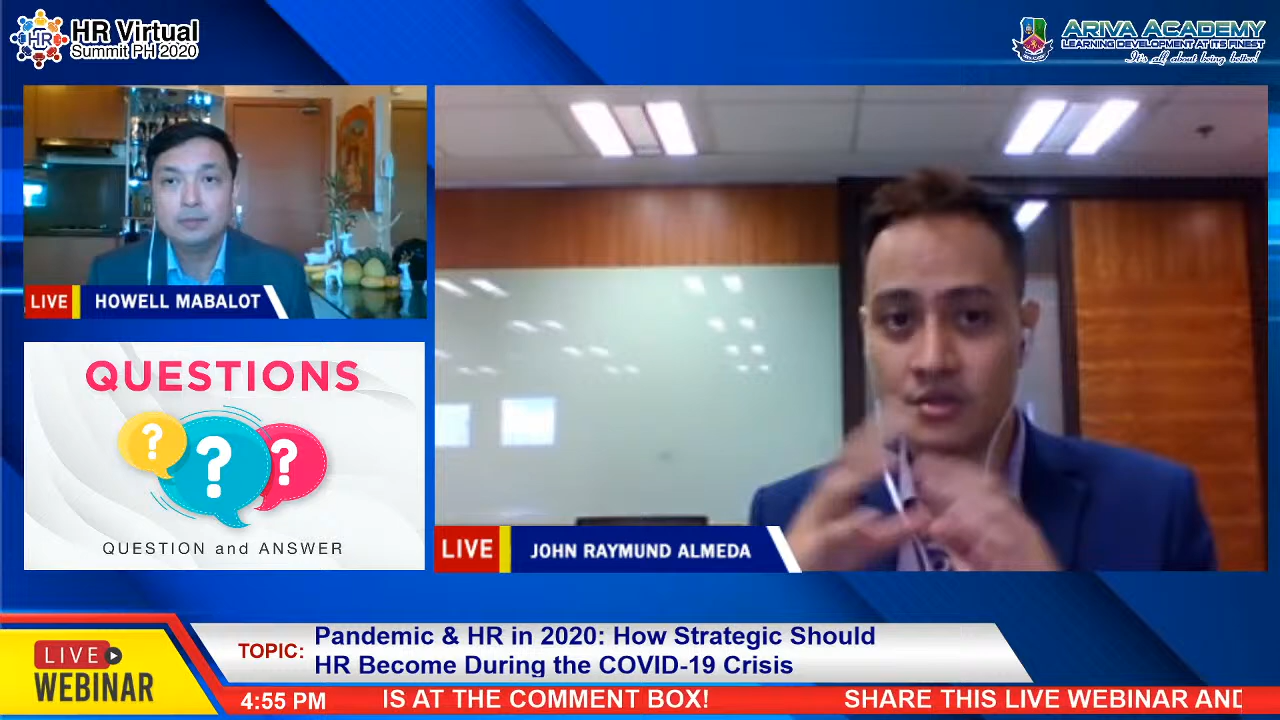 HR
HR Virtual
Summit PH 2020
ARIVA ACADEMY
LEARNING DEVELOPMENT AT ITS FINEST
It's all about being better!
LIVE HOWELL MABALOT
QUESTIONS
? ? ?
QUESTION and ANSWER
LIVE JOHN RAYMUND ALMEDA
LIVE
WEBINAR
TOPIC: Pandemic & HR in 2020: How Strategic Should
HR Become During the COVID-19 Crisis
4:55 PM IS AT THE COMMENT BOX! SHARE THIS LIVE WEBINAR AND